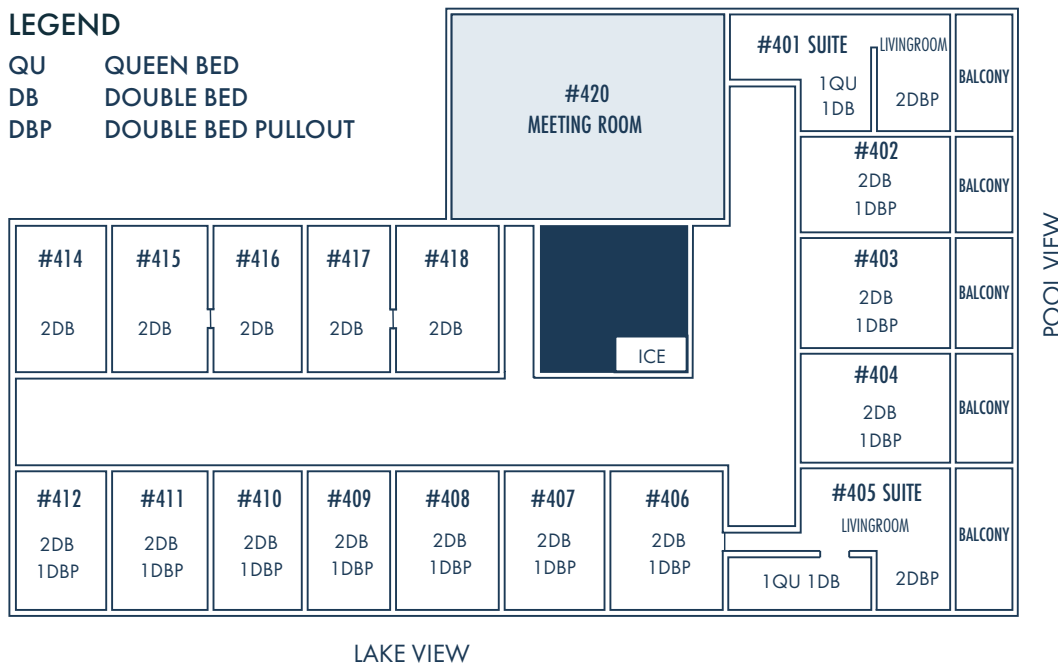 LEGEND
QU QUEEN BED
DB DOUBLE BED
DBP DOUBLE BED PULLOUT
#420
MEETING ROOM
#401 SUITE
1QU
1DB
LIVINGROOM
2DBP
BALCONY
#402
2DB
1DBP
BALCONY
#403
2DB
1DBP
BALCONY
#404
2DB
1DBP
BALCONY
#405 SUITE
LIVINGROOM
1QU 1DB
2DBP
BALCONY
POOL VIEW
#414
2DB
#415
2DB
#416
2DB
#417
2DB
#418
2DB
ICE
#412
2DB
1DBP
#411
2DB
1DBP
#410
2DB
1DBP
#409
2DB
1DBP
#408
2DB
1DBP
#407
2DB
1DBP
#406
2DB
1DBP
LAKE VIEW